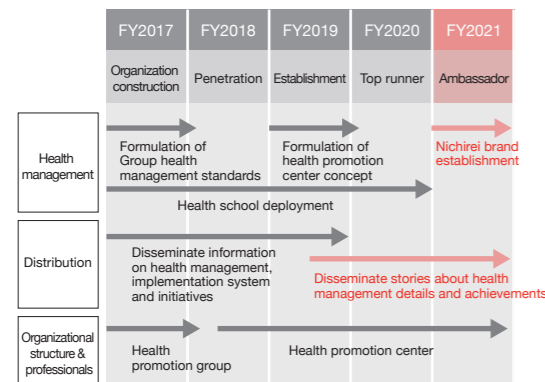 FY2017 FY2018 FY2019 FY2020 FY2021
Organization
construction
Penetration
Establishment
Top runner
Ambassador
Health
management
Formulation of
Group health
management standards
Formulation of
health promotion
center concept
Nichirei brand
establishment
Health school deployment
Distribution
Disseminate information
on health management,
implementation system
and initiatives
Disseminate stories about health
management details and achievements
Organizational
structure &
professionals
Health
promotion group
Health promotion center